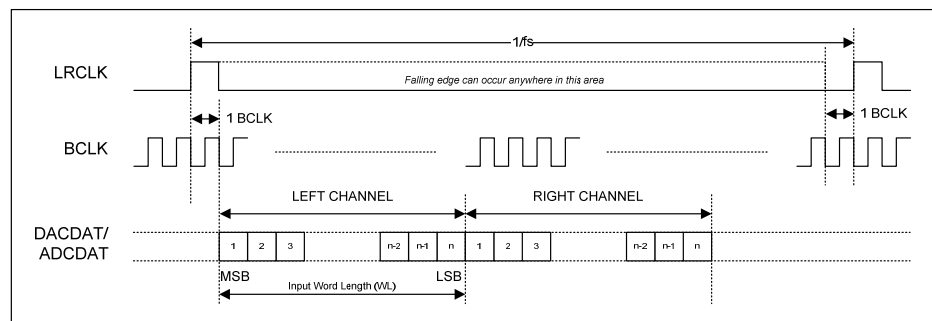 1/fs
LRCLK
Falling edge can occur anywhere in this area
1 BCLK
1 BCLK
BCLK
LEFT CHANNEL
RIGHT CHANNEL
DACDAT/
ADCDAT
1 2 3 n-2 n-1 n 1 2 3 n-2 n-1 n
MSB
LSB
Input Word Length (WL)